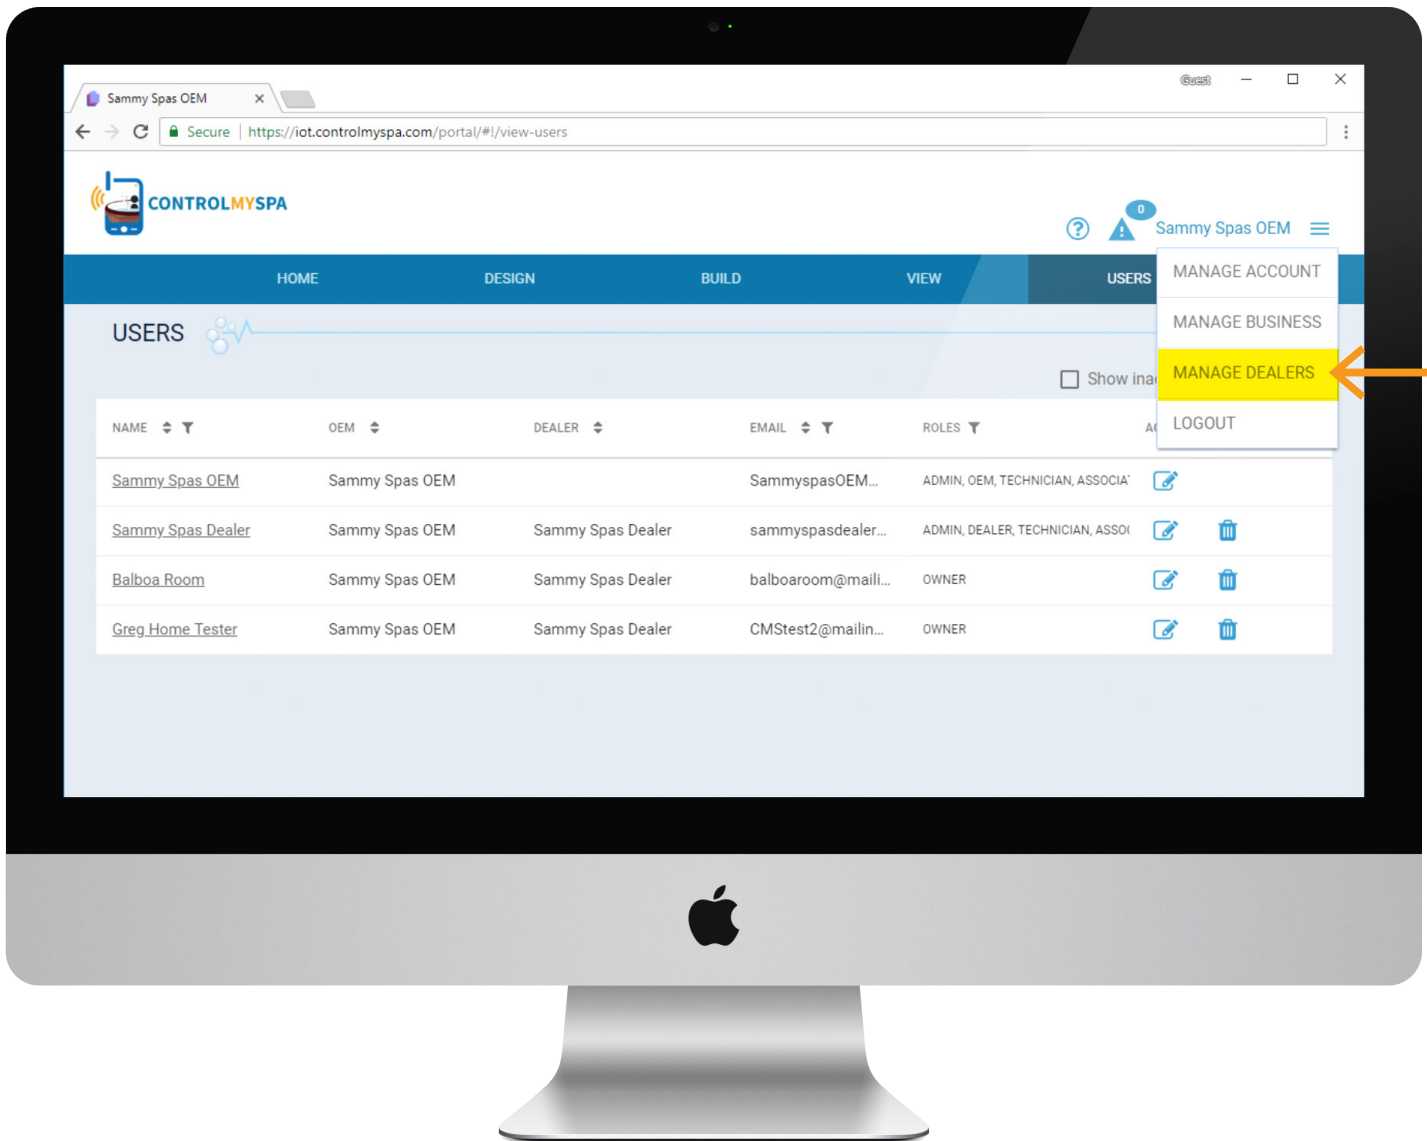 Guest
Sammy Spas OEM
Secure | https://iot.controlmyspa.com/portal/#!/view-users
CONTROLMYSPA
0
Sammy Spas OEM
HOME DESIGN BUILD VIEW USERS
MANAGE ACCOUNT
MANAGE BUSINESS
MANAGE DEALERS
LOGOUT
USERS
Show ina
NAME OEM DEALER EMAIL ROLES AC
Sammy Spas OEM Sammy Spas OEM SammyspasOEM... ADMIN, OEM, TECHNICIAN, ASSOCIA
Sammy Spas Dealer Sammy Spas OEM Sammy Spas Dealer sammyspasdealer... ADMIN, DEALER, TECHNICIAN, ASSO
Balboa Room Sammy Spas OEM Sammy Spas Dealer balboaroom@maili... OWNER
Greg Home Tester Sammy Spas OEM Sammy Spas Dealer CMStest2@mailin... OWNER